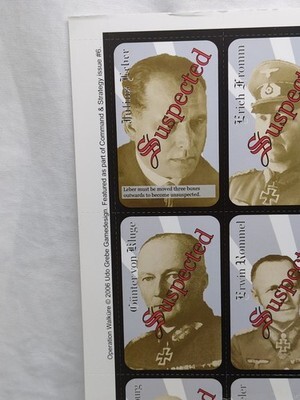 Operation Walküre © 2006 Udo Grebe Gamedesign. Featured as part of Command & Strategy issue #6.
Julius Leber
Suspected
Leber must be moved three boxes
outwards to become unsuspected.
Erich Fromm
Suspected
Günter von Kluge
Suspected
Erwin Rommel
Suspected